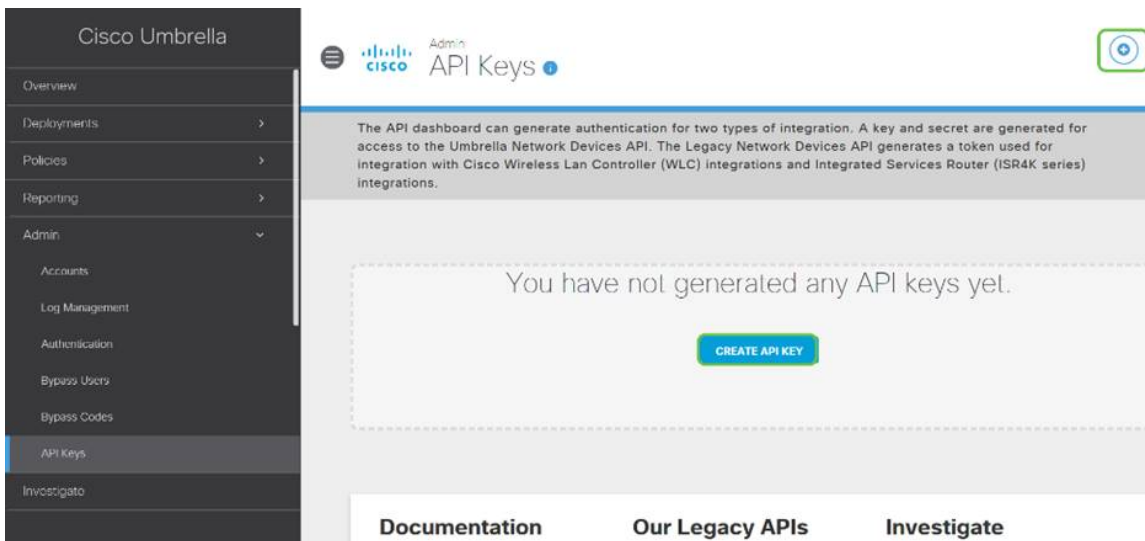 Cisco Umbrella
Overview
Deployments
Policies
Reporting
Admin
Accounts
Log Management
Authentication
Bypass Users
Bypass Codes
API Keys
Investigate
CISCO
Admin
API Keys
The API dashboard can generate authentication for two types of integration. A key and secret are generated for
access to the Umbrella Network Devices API. The Legacy Network Devices API generates a token used for
integration with Cisco Wireless Lan Controller (WLC) integrations and Integrated Services Router (ISR4K series)
integrations.
You have not generated any API keys yet.
CREATE API KEY
Documentation
Our Legacy APIs
Investigate